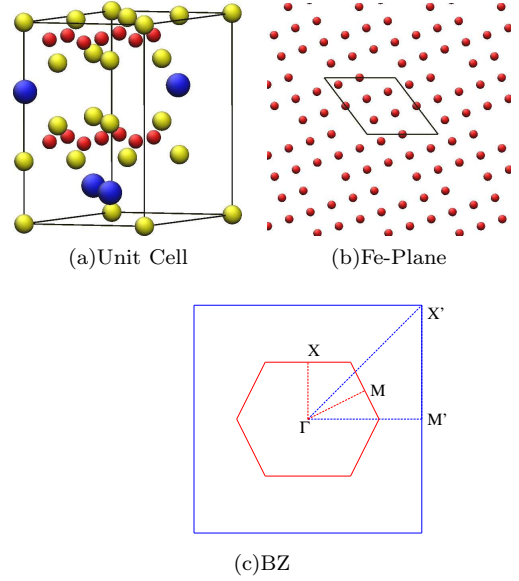 (a)Unit Cell
(b)Fe-Plane
X'
X
M
Γ
M'
(c)BZ